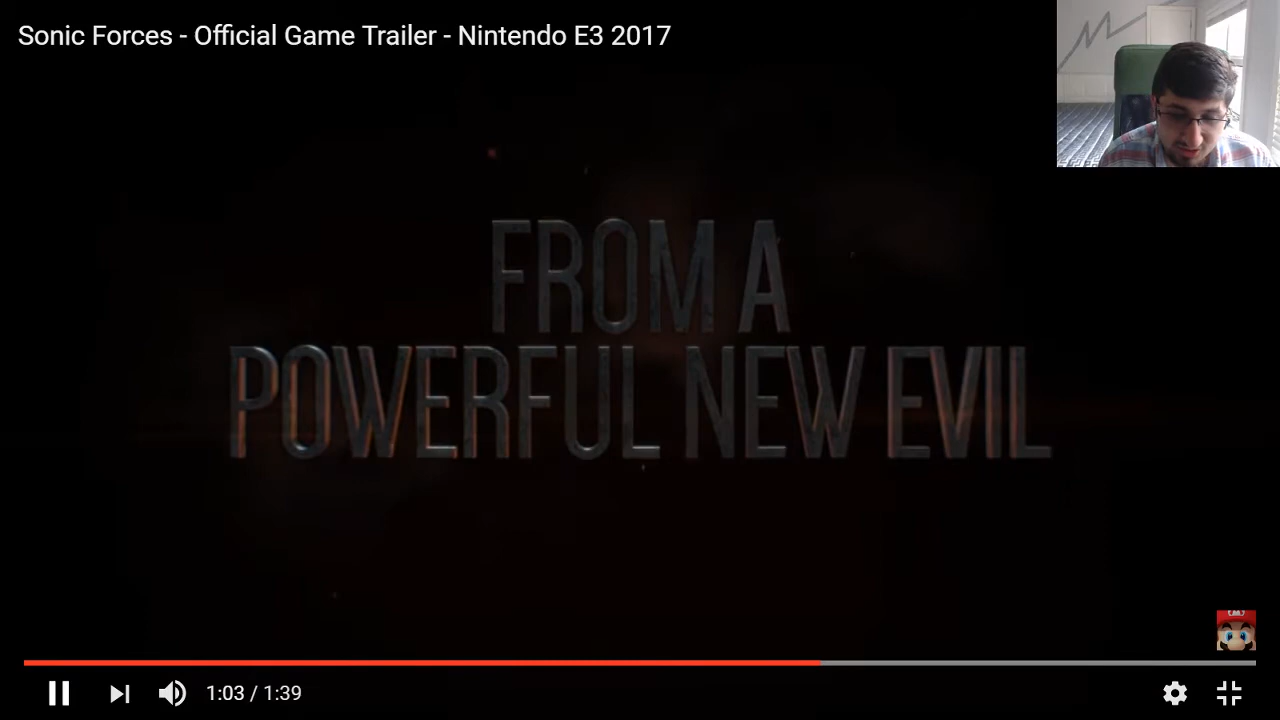 Sonic Forces - Official Game Trailer - Nintendo E3 2017
FROM A
POWERFUL NEW EVIL
M
1:03 / 1:39